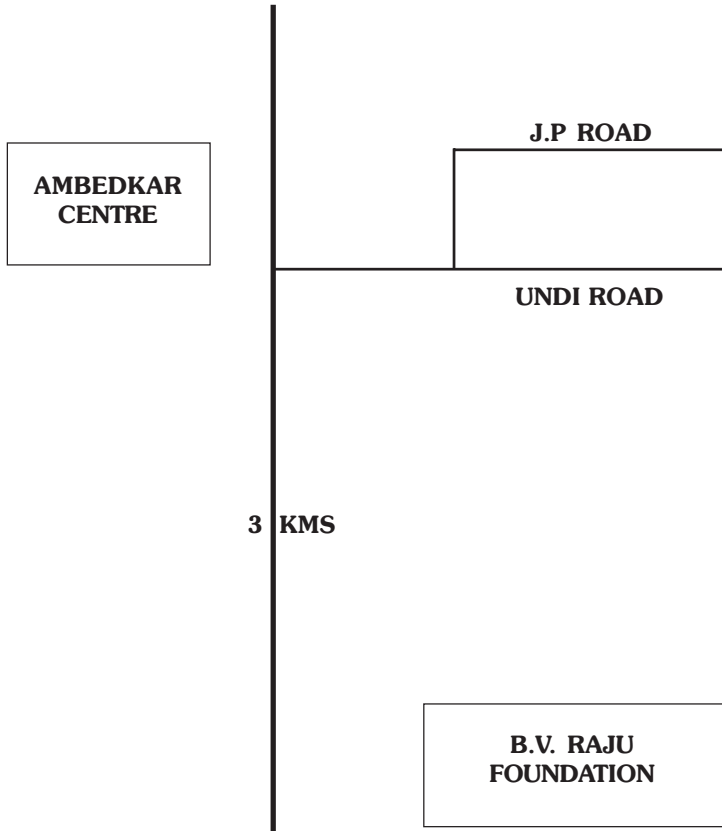 J.P ROAD
AMBEDKAR
CENTRE
UNDI ROAD
3 KMS
B.V. RAJU
FOUNDATION